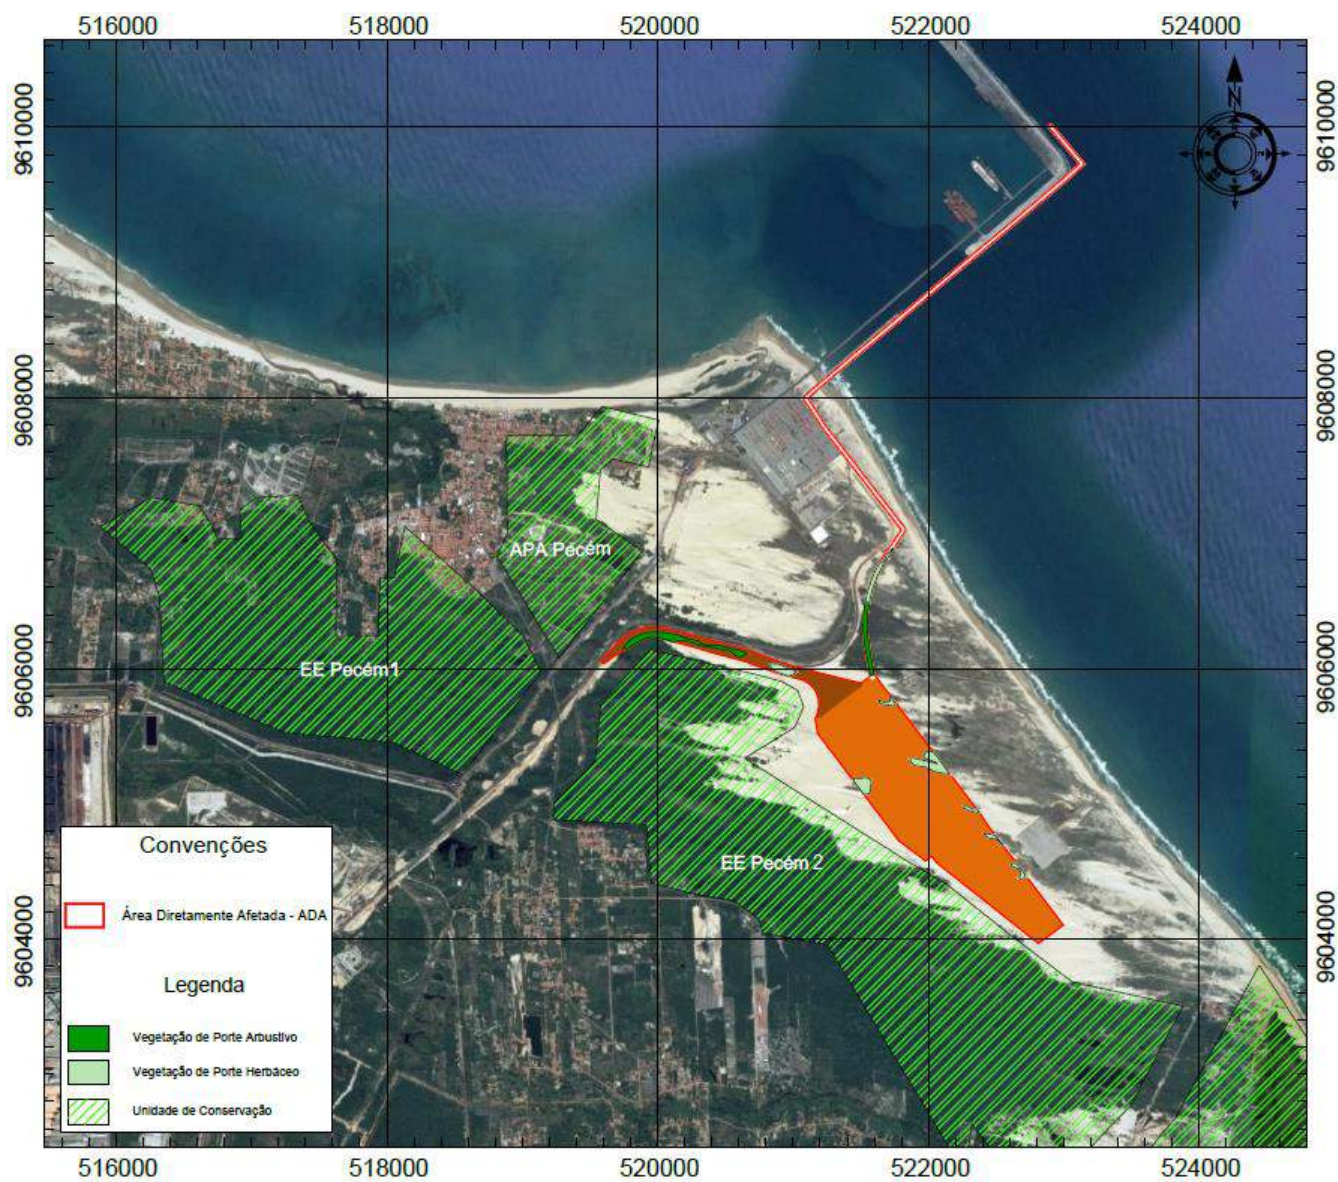 516000 518000 520000 522000 524000
N
9610000 9610000
9608000 9608000
APA Pecém
9606000 9606000
EE Pecém1
EE Pecém 2
Convenções
Área Diretamente Afetada - ADA
9604000 9604000
Legenda
Vegetação de Porte Arbustivo
Vegetação de Porte Herbáceo
Unidade de Conservação
516000 518000 520000 522000 524000